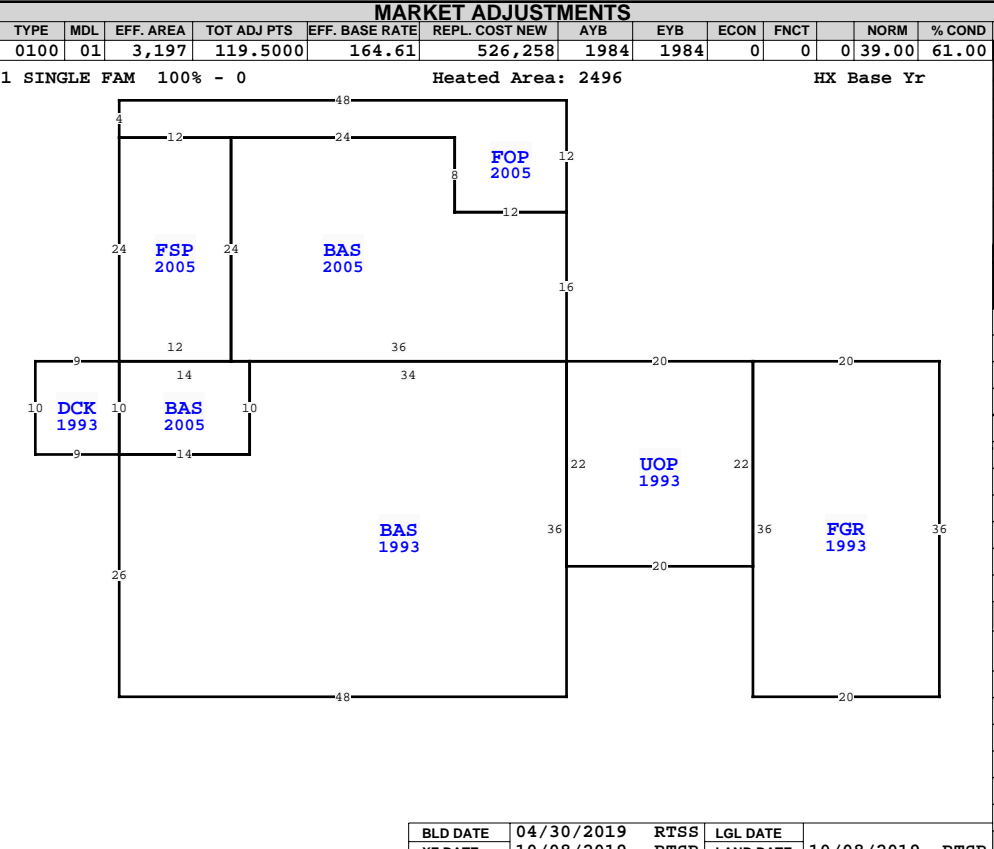 MARKET ADJUSTMENTS
TYPE MDL EFF. AREA TOT ADJ PTS EFF. BASE RATE REPL. COST NEW AYB EYB ECON FNCT NORM % COND
0100 01 3,197 119.5000 164.61 526,258 1984 1984 0 0 0 39.00 61.00
1 SINGLE FAM 100% - 0 Heated Area: 2496 HX Base Yr
48
4
12 24
FOP 12
2005
8
12
24 FSP 24 BAS
2005 2005
16
12 36
9 20 20
14 34
10 DCK 10 BAS 10
1993 2005
9 14
22 UOP 22
1993
BAS 36 36 FGR 36
1993 1993
20
26
48 20
BLD DATE 04/30/2019 RTSS LGL DATE
10/08/2019